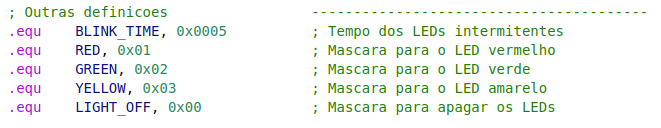 ; Outras definicoes ----------------------------------------
.equ BLINK_TIME, 0x0005 ; Tempo dos LEDs intermitentes
.equ RED, 0x01 ; Mascara para o LED vermelho
.equ GREEN, 0x02 ; Mascara para o LED verde
.equ YELLOW, 0x03 ; Mascara para o LED amarelo
.equ LIGHT_OFF, 0x00 ; Mascara para apagar os LEDs